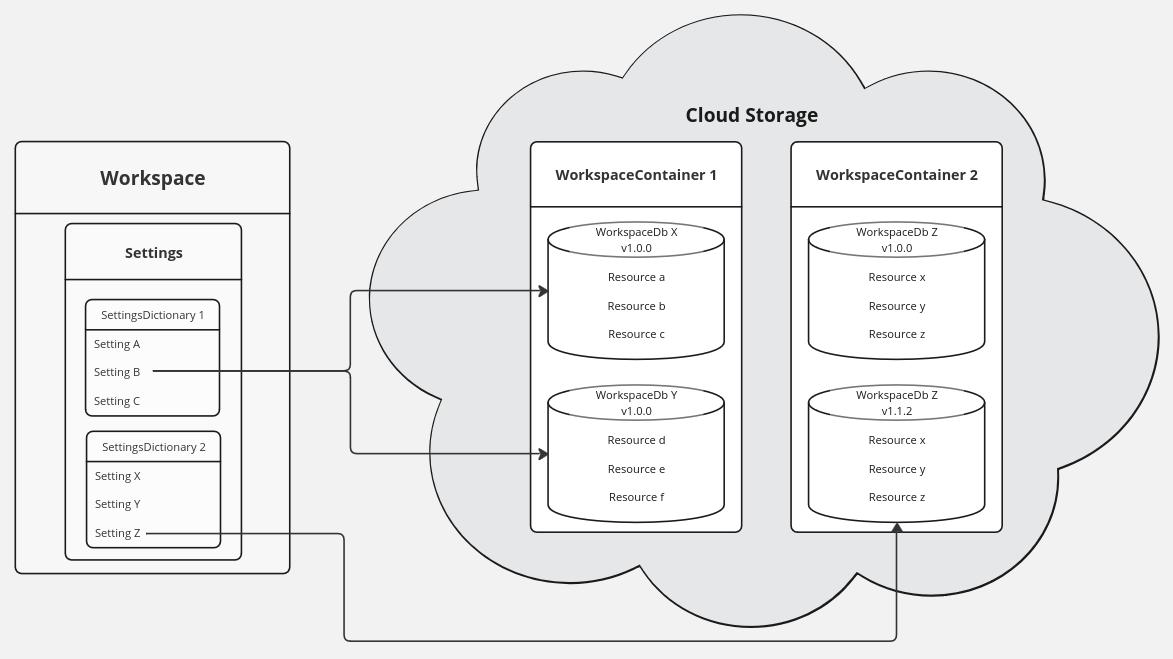 Cloud Storage
Workspace
Settings
SettingsDictionary 1
Setting A
Setting B
Setting C
SettingsDictionary 2
Setting X
Setting Y
Setting Z
WorkspaceContainer 1
WorkspaceDb X
v1.0.0
Resource a
Resource b
Resource c
WorkspaceDb Y
v1.0.0
Resource d
Resource e
Resource f
WorkspaceContainer 2
WorkspaceDb Z
v1.0.0
Resource x
Resource y
Resource z
WorkspaceDb Z
v1.1.2
Resource x
Resource y
Resource z